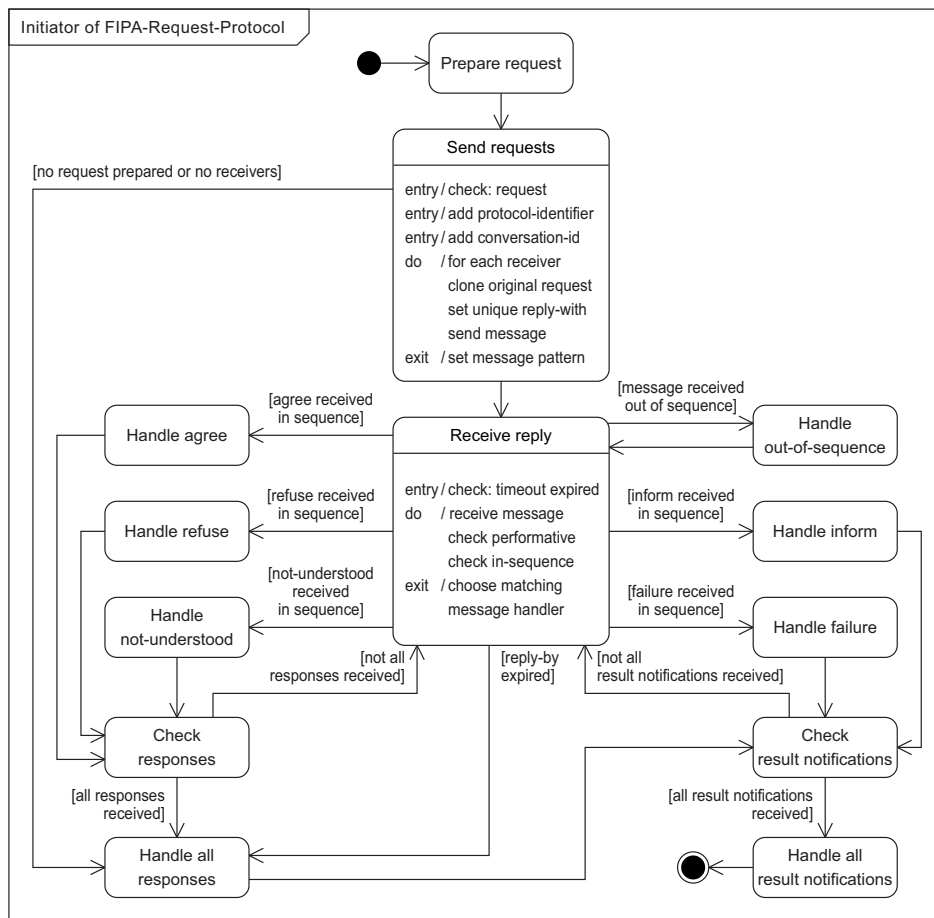 Initiator of FIPA-Request-Protocol
Prepare request
Send requests
[no request prepared or no receivers]
entry / check: request
entry / add protocol-identifier
entry / add conversation-id
do / for each receiver
clone original request
set unique reply-with
send message
exit / set message pattern
[agree received
in sequence]
[message received
out of sequence]
Handle agree
Receive reply
Handle
out-of-sequence
entry / check: timeout expired
do / receive message
check performative
check in-sequence
exit / choose matching
message handler
[refuse received
in sequence]
[inform received
in sequence]
Handle refuse
Handle inform
[not-understood
received
in sequence]
[failure received
in sequence]
Handle
not-understood
Handle failure
[not all
responses received]
[reply-by
expired]
[not all
result notifications received]
Check
responses
Check
result notifications
[all responses
received]
[all result notifications
received]
Handle all
responses
Handle all
result notifications